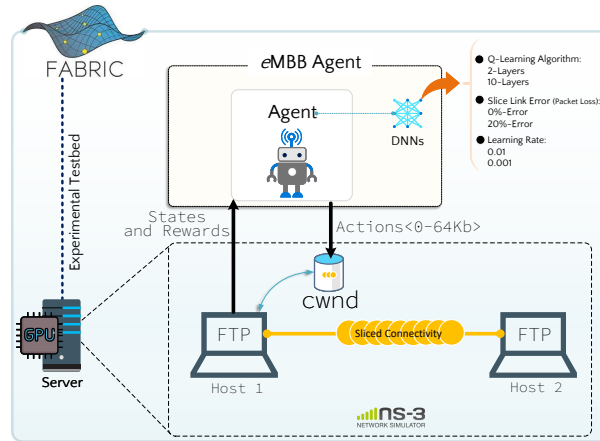 FABRIC
Experimental Testbed
GPU
Server
eMBB Agent
Agent
DNNs
Q-Learning Algorithm:
2-Layers
10-Layers
Slice Link Error (Packet Loss):
0%-Error
20%-Error
Learning Rate:
0.01
0.001
States
and Rewards
Actions<0-64Kb>
cwnd
FTP
Sliced Connectivity
FTP
Host 1
Host 2
ns-3
NETWORK SIMULATOR